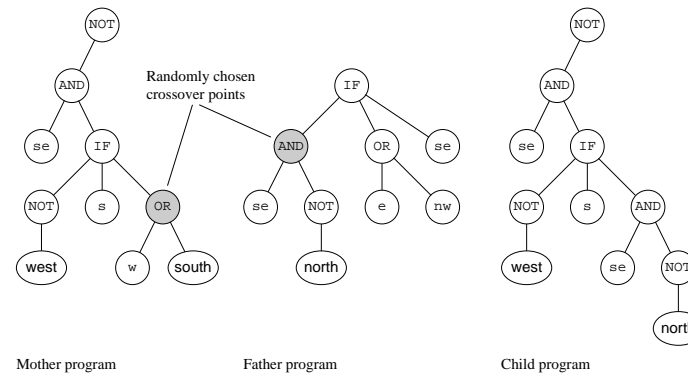 NOT
AND
se
IF
NOT
s
OR
west
w
south
Mother program
Randomly chosen
crossover points
IF
AND
OR
se
se
NOT
e
nw
north
Father program
NOT
AND
se
IF
NOT
s
AND
west
se
NOT
north
Child program